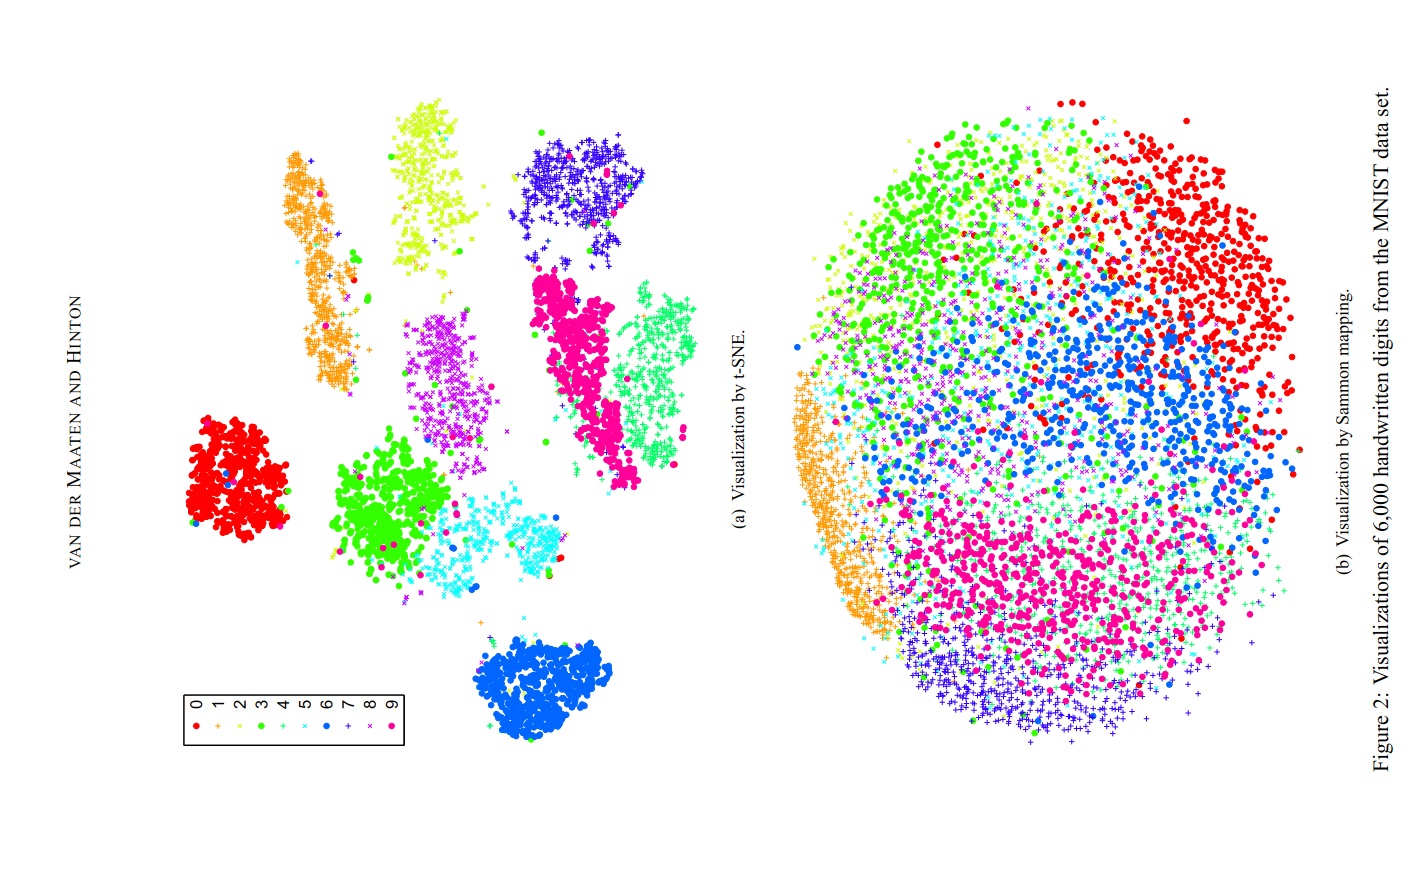 VAN DER MAATEN AND HINTON
0
1
2
3
4
5
6
7
8
9
(a) Visualization by t-SNE.
(b) Visualization by Sammon mapping.
Figure 2: Visualizations of 6,000 handwritten digits from the MNIST data set.